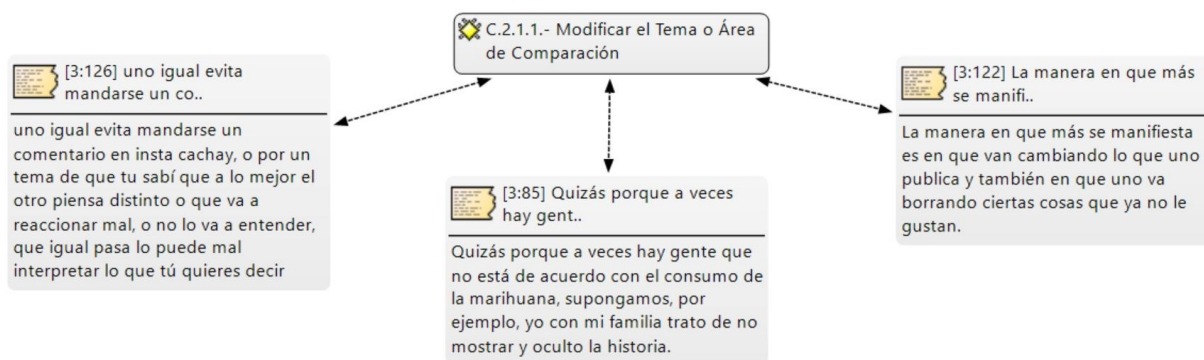 C.2.1.1.- Modificar el Tema o Área
de Comparación
[3:126] uno igual evita
mandarse un co..
uno igual evita mandarse un
comentario en insta cachay, o por un
tema de que tu sabí que a lo mejor el
otro piensa distinto o que va a
reaccionar mal, o no lo va a entender,
que igual pasa lo puede mal
interpretar lo que tú quieres decir
[3:85] Quizás porque a veces
hay gent..
Quizás porque a veces hay gente que
no está de acuerdo con el consumo de
la marihuana, supongamos, por
ejemplo, yo con mi familia trato de no
mostrar y oculto la historia.
[3:122] La manera en que más
se manifi..
La manera en que más se manifiesta
es en que van cambiando lo que uno
publica y también en que uno va
borrando ciertas cosas que ya no le
gustan.